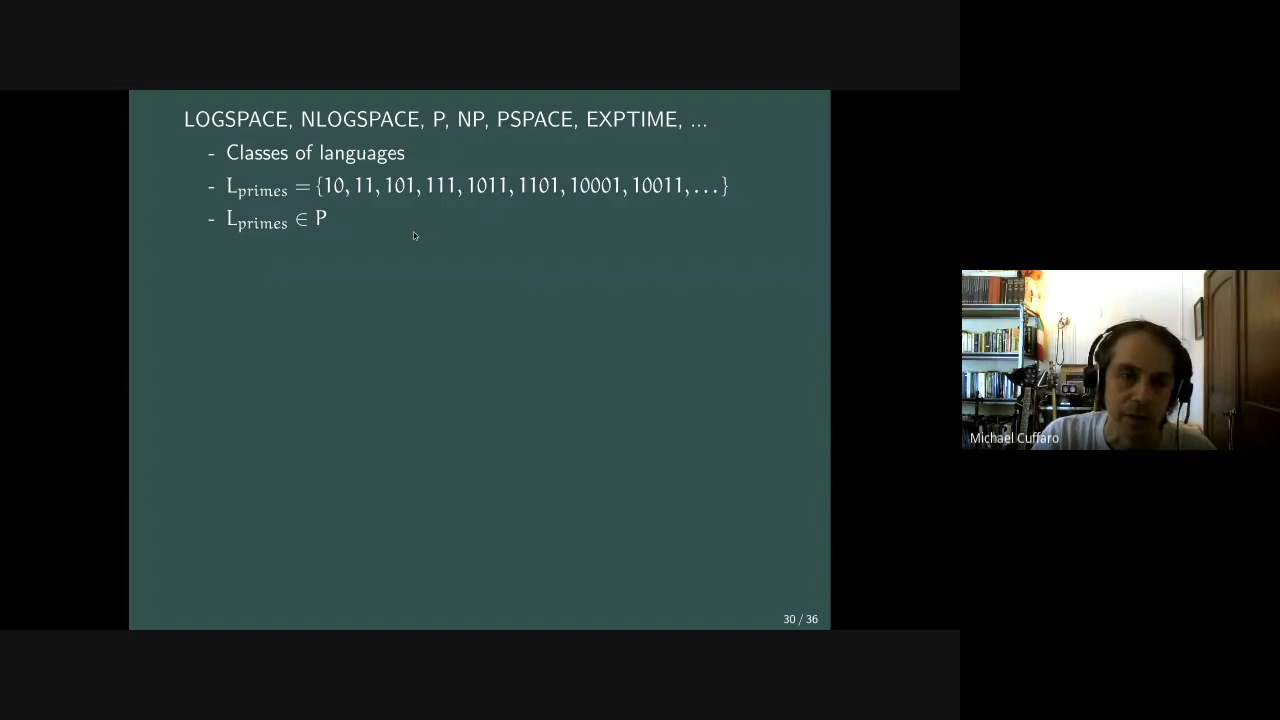 LOGSPACE, NLOGSPACE, P, NP, PSPACE, EXPTIME, ...
- Classes of languages
- L_primes = {10, 11, 101, 111, 1011, 1101, 10001, 10011, ...}
- L_primes ∈ P
Michael Cuffaro
30 / 36